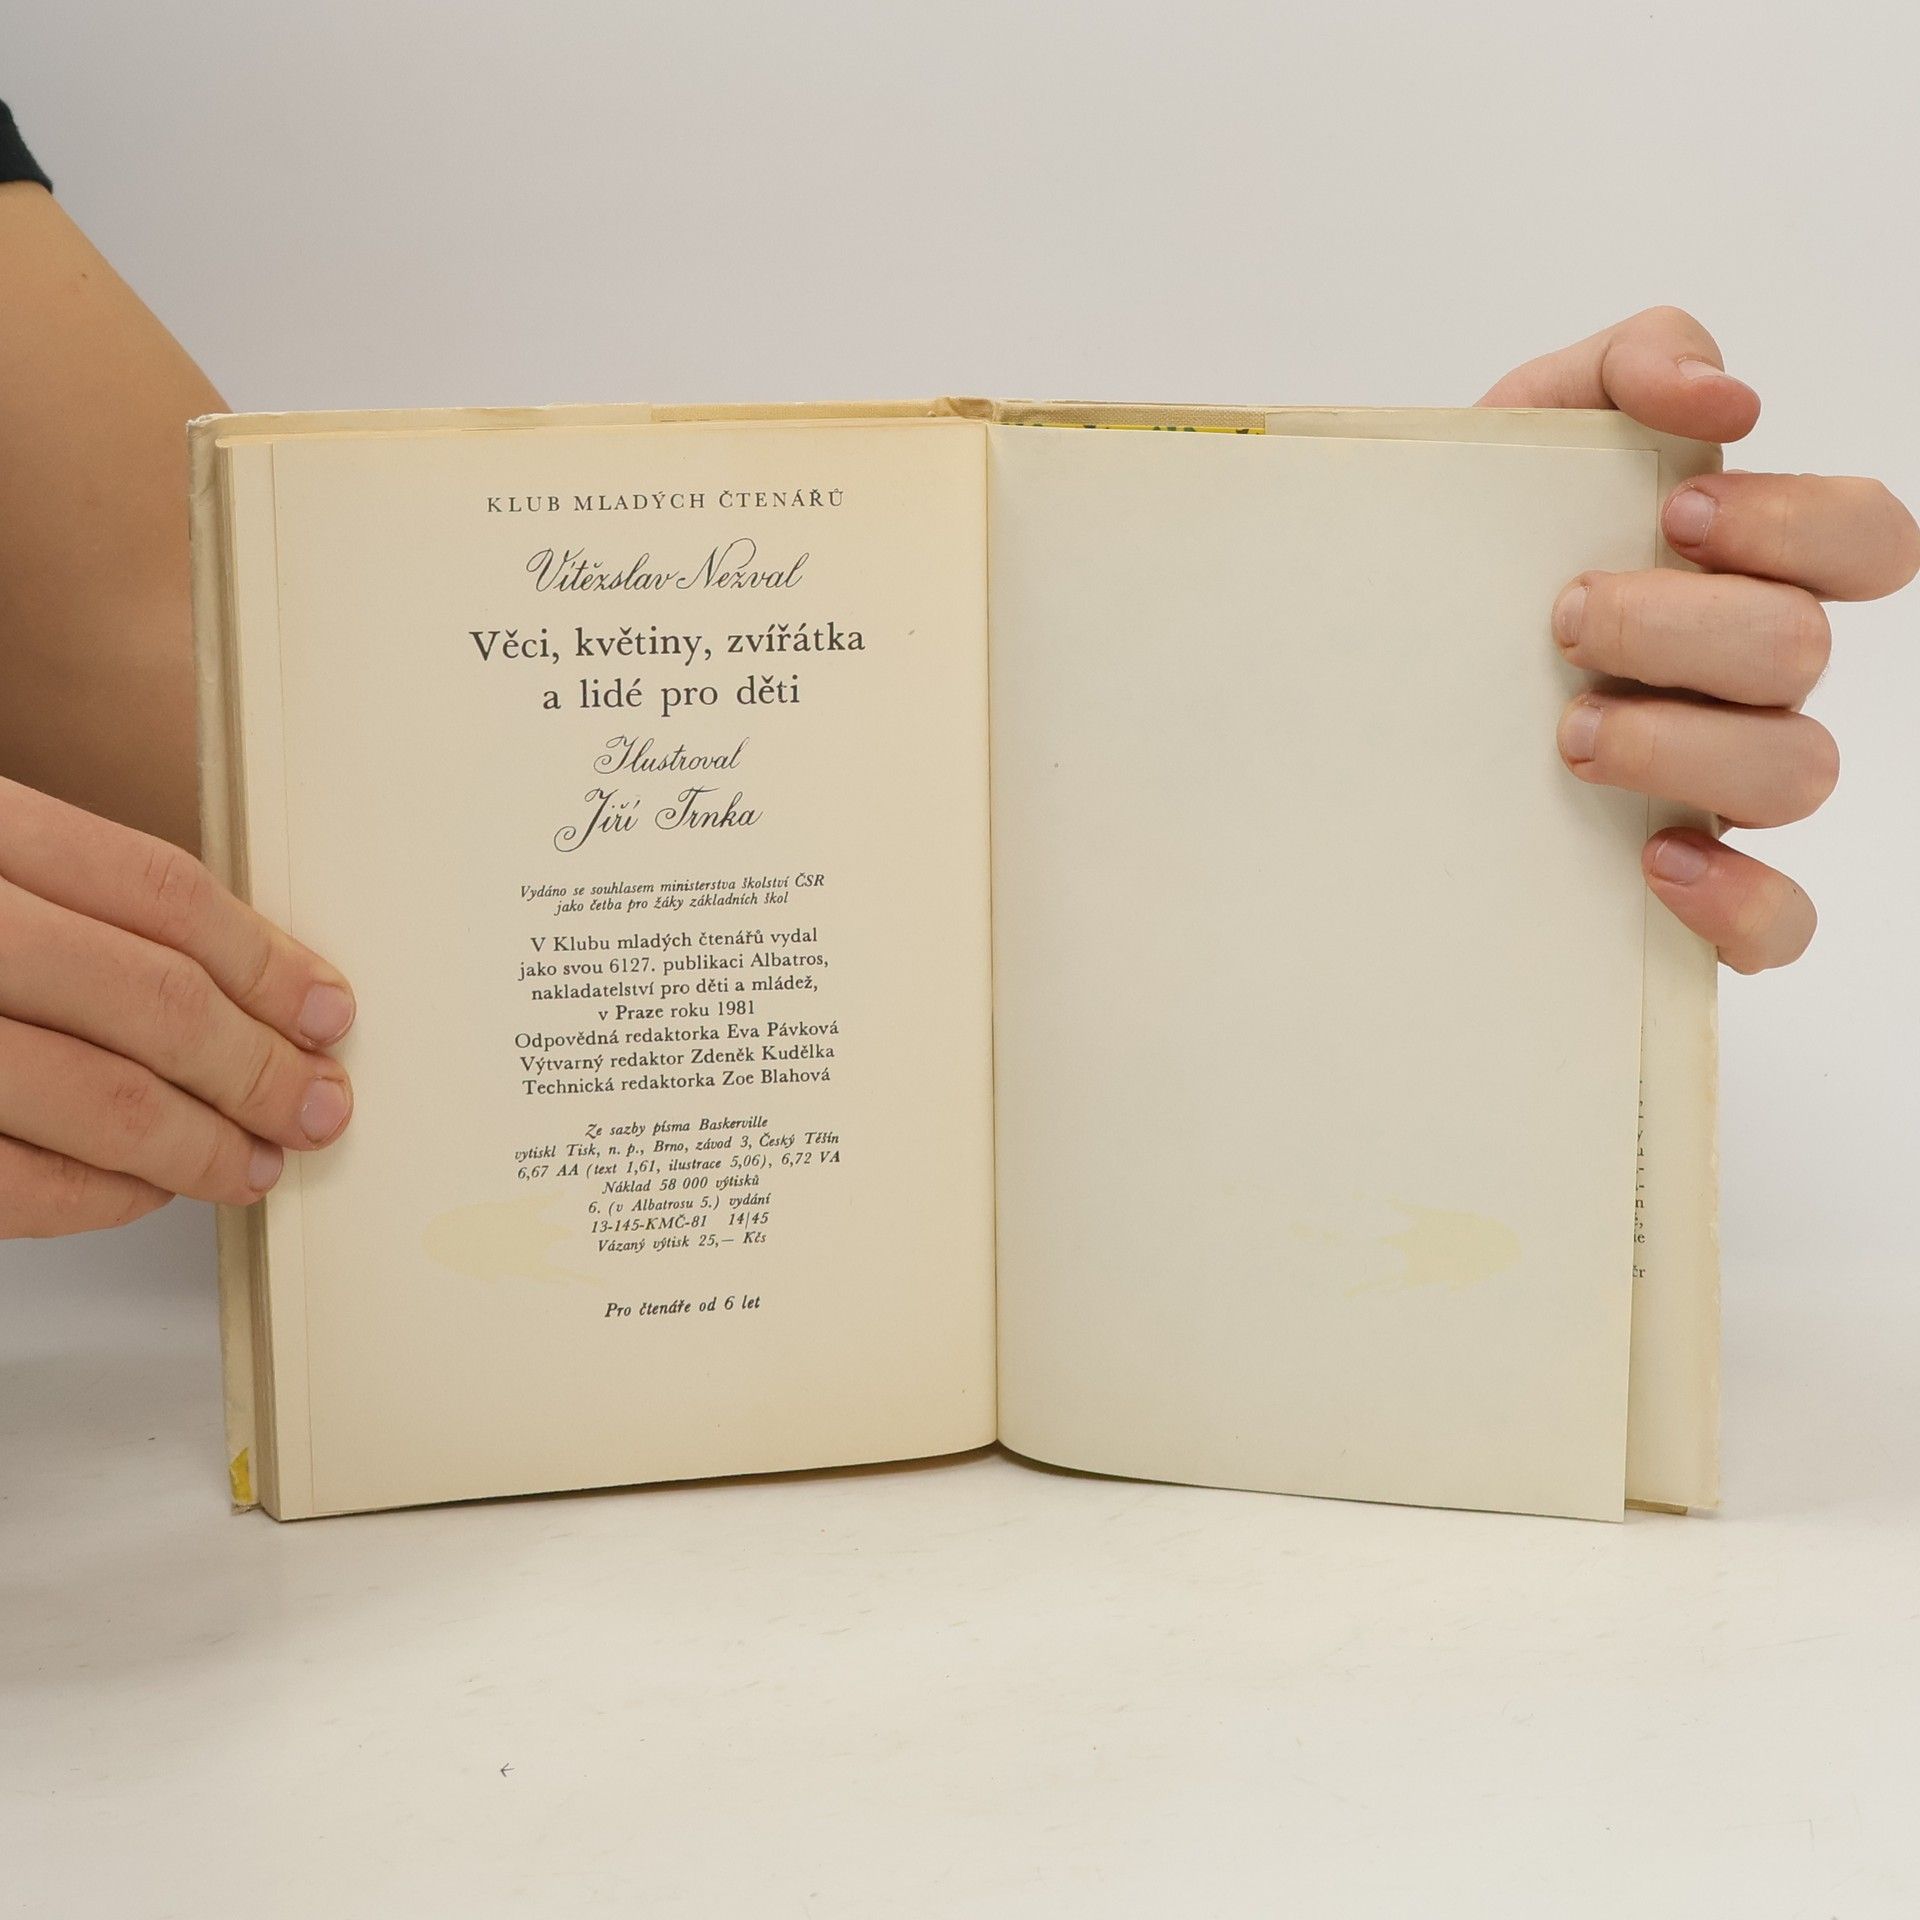 KLUB MLADÝCH ČTENÁŘŮ
Vítězslav Nezval
Věci, květiny, zvířátka
a lidé pro děti
Ilustroval
Jiří Trnka
Vydáno se souhlasem ministerstva školství ČSR
jako četba pro žáky základních škol
V Klubu mladých čtenářů vydal
jako svou 6127. publikaci Albatros,
nakladatelství pro děti a mládež,
v Praze roku 1981
Odpovědná redaktorka Eva Pávková
Výtvarný redaktor Zdeněk Kudělka
Technická redaktorka Zoe Blahová
Ze sazby písma Baskerville
vytiskl Tisk, n. p., Brno, závod 3, Český Těšín
6,67 AA (text 1,61, ilustrace 5,06), 6,72 VA
Náklad 58 000 výtisků
6. (v Albatrosu 5.) vydání
13-145-KMČ-81 14/45
Vázaný výtisk 25,— Kčs
Pro čtenáře od 6 let